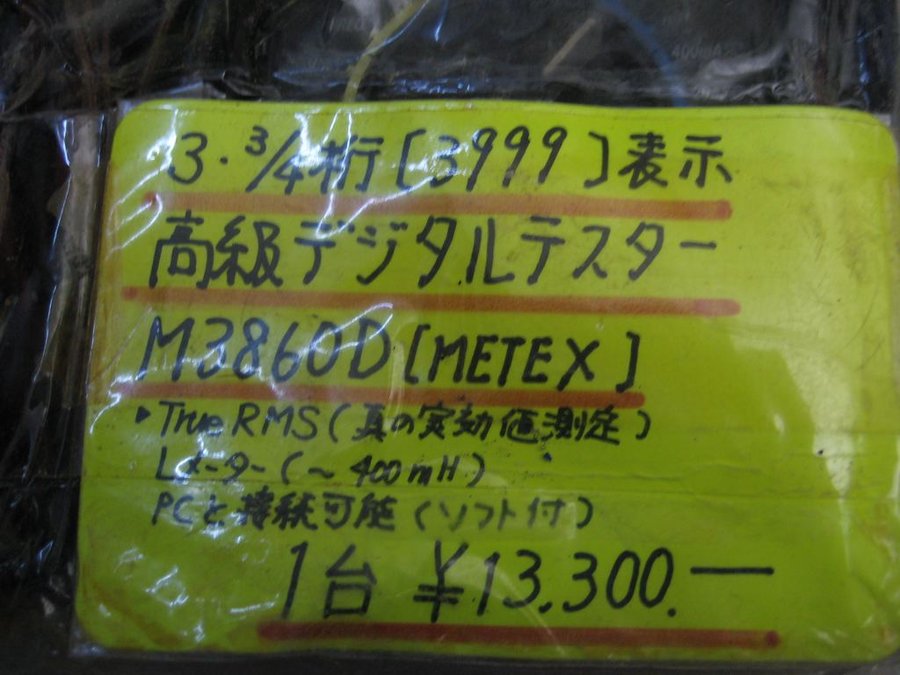 3・3/4桁[3999]表示
高級デジタルテスター
M3860D[METEX]
▶True RMS(真の実効値測定)
Lメーター(~400mH)
PCと接続可能(ソフト付)
1台 ¥13,300.—